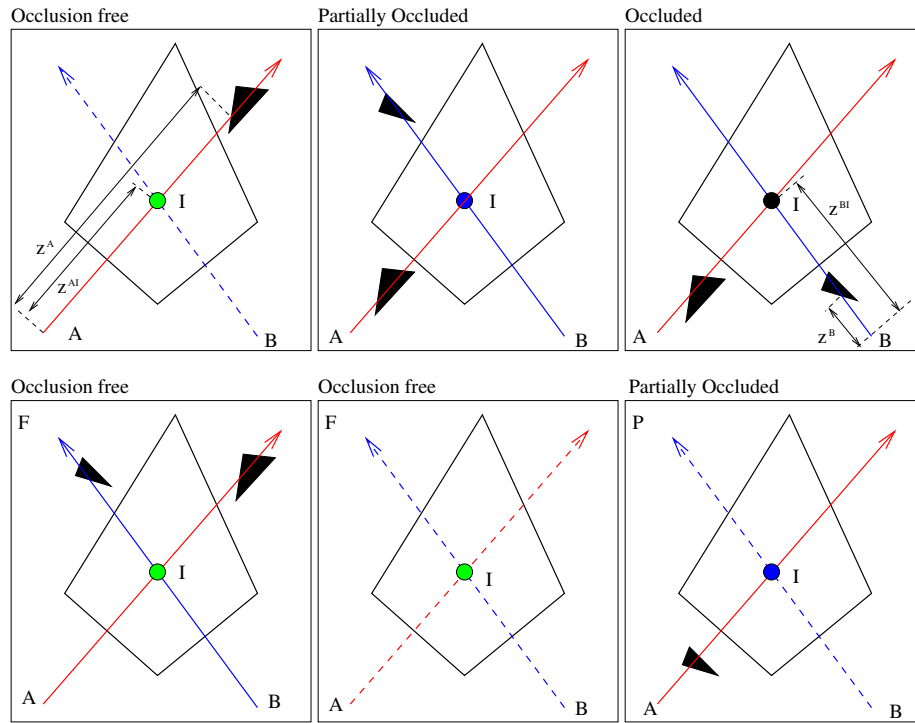 Occlusion free
Partially Occluded
Occluded
I
z^A
z^AI
A
B
I
A
B
I
z^BI
z^B
A
B
Occlusion free
Occlusion free
Partially Occluded
F
I
A
B
F
I
A
B
P
I
A
B